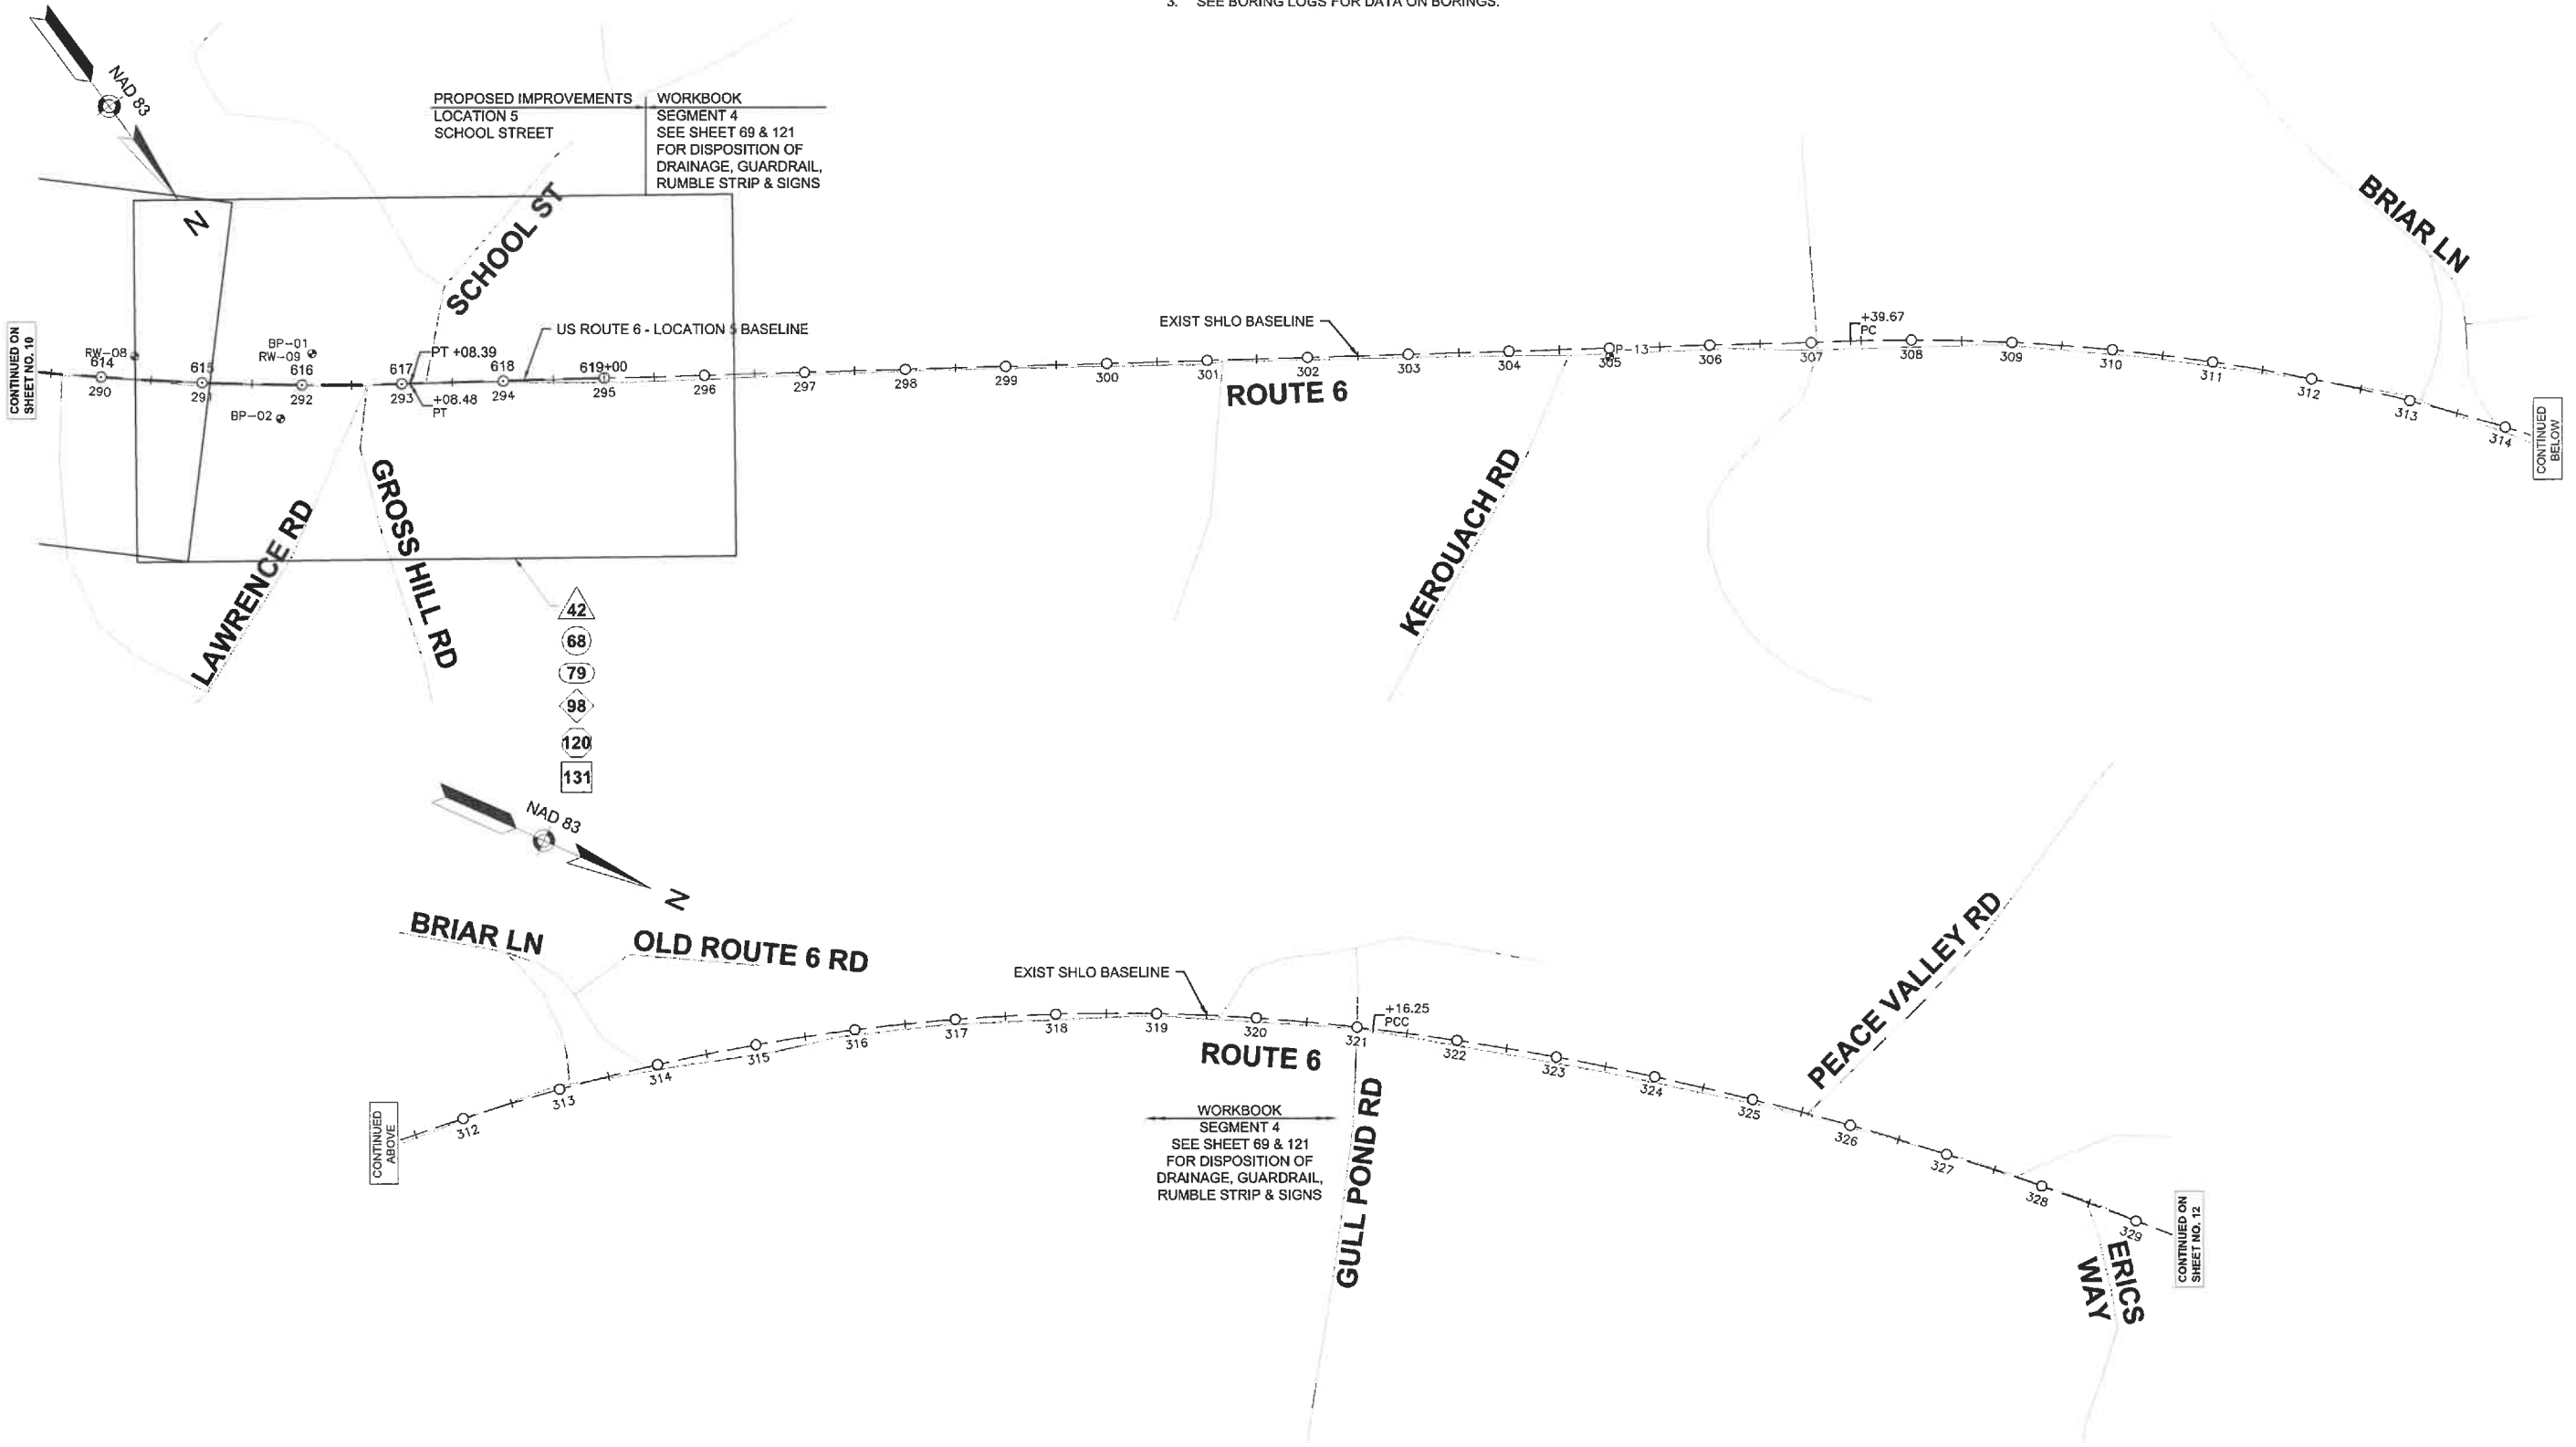 3. SEE BORING LOGS FOR DATA ON BORINGS.
NAD 83
N
PROPOSED IMPROVEMENTS
LOCATION 5
SCHOOL STREET
WORKBOOK
SEGMENT 4
SEE SHEET 69 & 121
FOR DISPOSITION OF
DRAINAGE, GUARDRAIL,
RUMBLE STRIP & SIGNS
SCHOOL ST
BRIAR LN
CONTINUED ON
SHEET NO. 10
US ROUTE 6 - LOCATION 5 BASELINE
EXIST SHLO BASELINE
+39.67
PC
RW-08
BP-01
RW-09
BP-02
614
615
616
617
618
619+00
PT +08.39
+08.48
PT
290
291
292
293
294
295
296
297
298
299
300
301
302
303
304
305
P-13
306
307
308
309
310
311
312
313
314
ROUTE 6
CONTINUED
BELOW
LAWRENCE RD
GROSS HILL RD
KEROUACH RD
42
68
79
98
120
131
NAD 83
N
BRIAR LN
OLD ROUTE 6 RD
EXIST SHLO BASELINE
+16.25
PCC
PEACE VALLEY RD
CONTINUED
ABOVE
312
313
314
315
316
317
318
319
320
321
322
323
324
325
326
327
328
329
ROUTE 6
WORKBOOK
SEGMENT 4
SEE SHEET 69 & 121
FOR DISPOSITION OF
DRAINAGE, GUARDRAIL,
RUMBLE STRIP & SIGNS
GULL POND RD
ERICS
WAY
CONTINUED ON
SHEET NO. 12